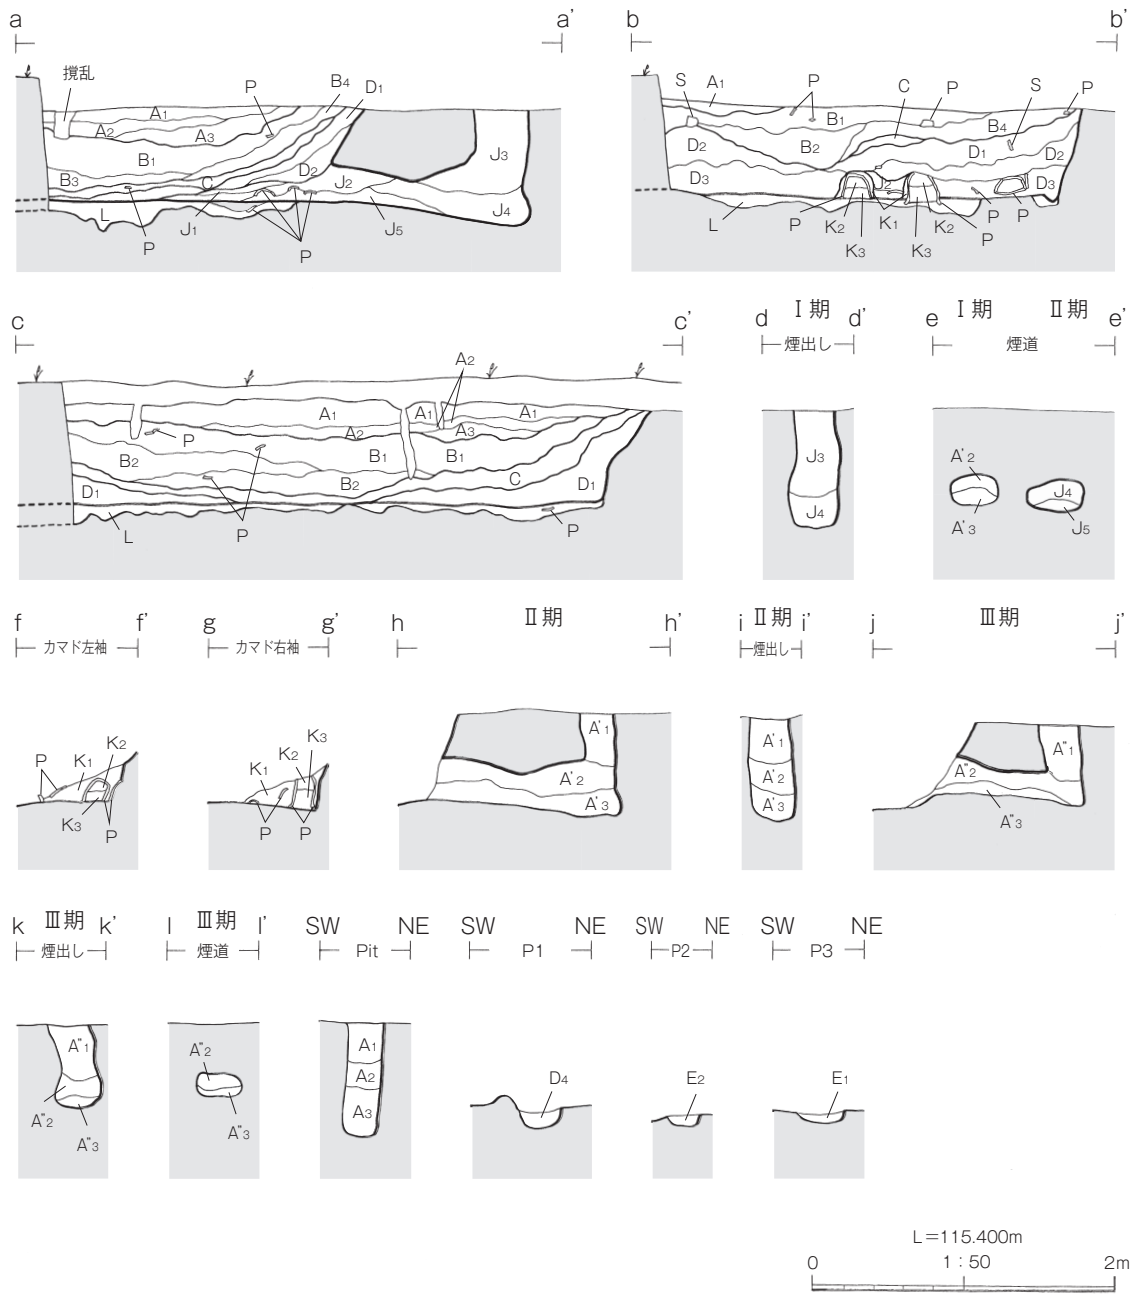 a a’ b b’
撹乱 P B4 D1 S A1 P C P S P
A1 A2 A3 B1 B4
B1 D2 B2 D1 D2 J3
B3 C D2 J2 D3 J2 D3
L J1 J5 J4 P P L P K2 K1 K2 P P P
K3 K3
c c’ d Ⅰ期 d’ e Ⅰ期 Ⅱ期 e’
煙出し 煙道
A2
A1 A1 A1
A2 A3
P B2 B1 B1 J3 A’2 J4
D1 B2 C D1 J4 A’3 J5
L P P
f f’ g g’ h Ⅱ期 h’ i Ⅱ期 i’ j Ⅲ期 j’
カマド左袖 カマド右袖 煙出し
P K1 K2 K1 K2 K3 A’1 A’1 A”1
K3 P P P A’2 A’2 A”2
A’3 A’3 A”3
k Ⅲ期 k’ l Ⅲ期 l’ SW NE SW NE SW NE SW NE
煙出し 煙道 Pit P1 P2 P3
A”1 A”2 A1 D4 E2 E1
A”2 A2
A”3 A”3 A3
L＝115.400m
0 1：50 2m